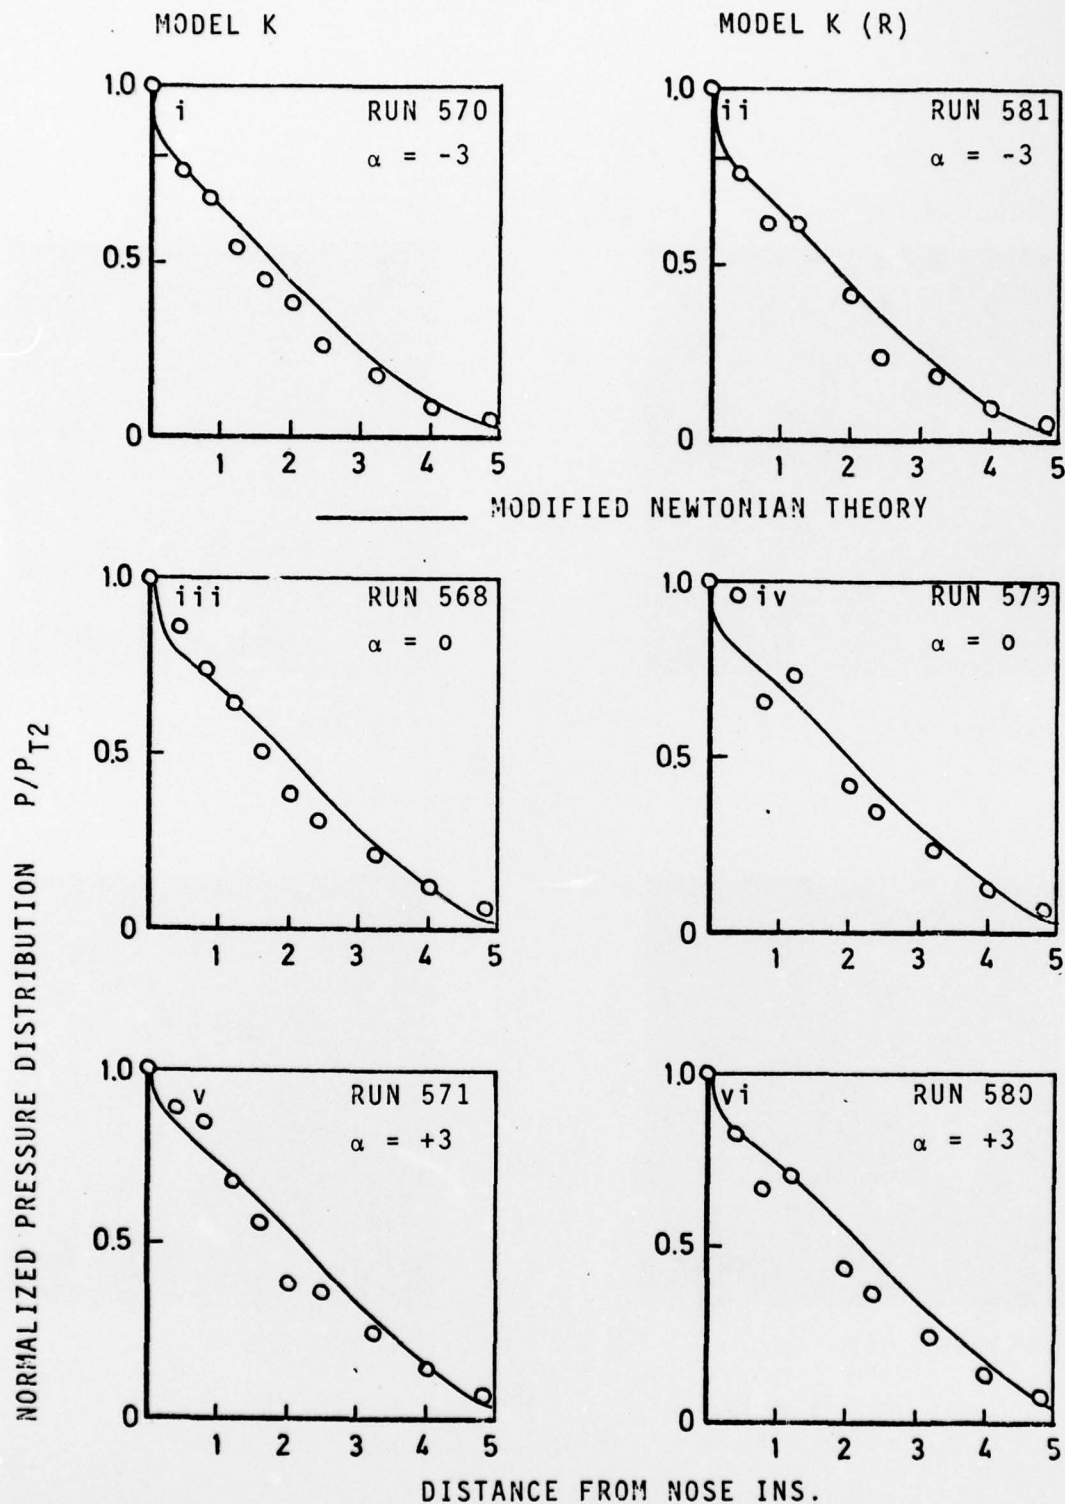 MODEL K
MODEL K (R)
1.0
i
RUN 570
α = -3
0.5
0
1 2 3 4 5
1.0
ii
RUN 581
α = -3
0.5
0
1 2 3 4 5
MODIFIED NEWTONIAN THEORY
1.0
iii
RUN 568
α = 0
0.5
0
1 2 3 4 5
1.0
iv
RUN 579
α = 0
0.5
0
1 2 3 4 5
1.0
v
RUN 571
α = +3
0.5
0
1 2 3 4 5
1.0
vi
RUN 580
α = +3
0.5
0
1 2 3 4 5
NORMALIZED PRESSURE DISTRIBUTION P/P_T2
DISTANCE FROM NOSE INS.